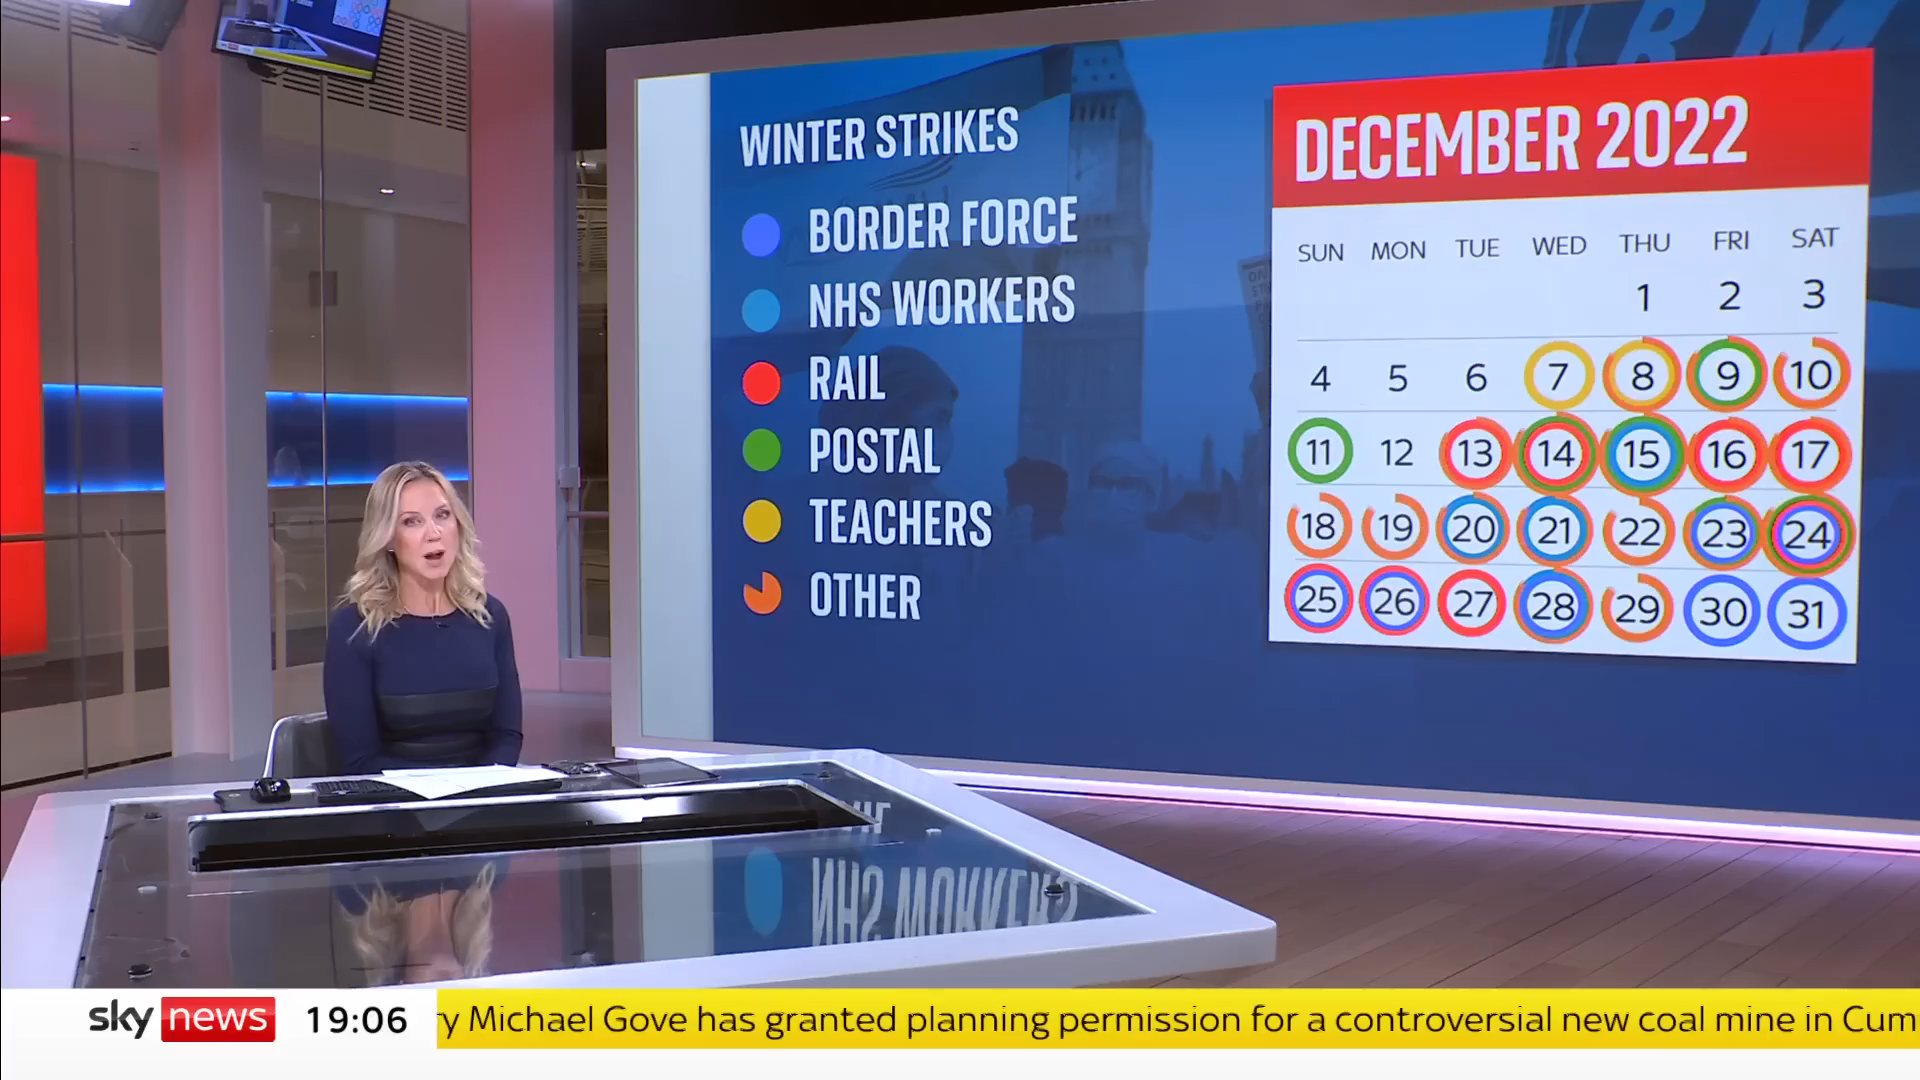 RM
WINTER STRIKES
BORDER FORCE
NHS WORKERS
RAIL
POSTAL
TEACHERS
OTHER
DECEMBER 2022
SUN MON TUE WED THU FRI SAT
1 2 3
4 5 6 7 8 9 10
11 12 13 14 15 16 17
18 19 20 21 22 23 24
25 26 27 28 29 30 31
NHS WORKERS
sky news 19:06 y Michael Gove has granted planning permission for a controversial new coal mine in Cum